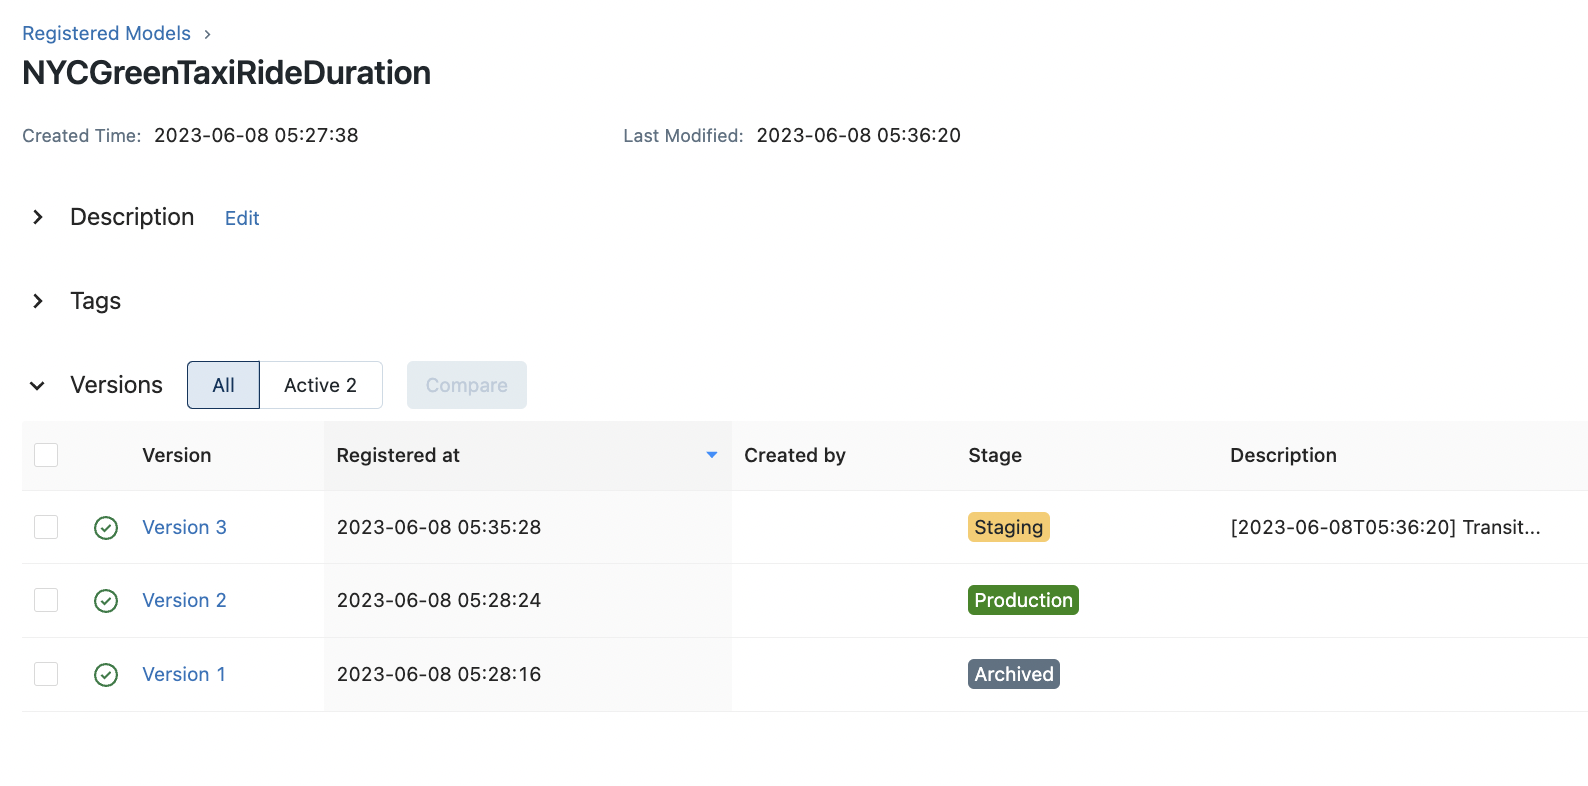 Registered Models ›
NYCGreenTaxiRideDuration
Created Time: 2023-06-08 05:27:38 Last Modified: 2023-06-08 05:36:20
Description Edit
Tags
Versions All Active 2 Compare
Version Registered at Created by Stage Description
Version 3 2023-06-08 05:35:28 Staging [2023-06-08T05:36:20] Transit...
Version 2 2023-06-08 05:28:24 Production
Version 1 2023-06-08 05:28:16 Archived